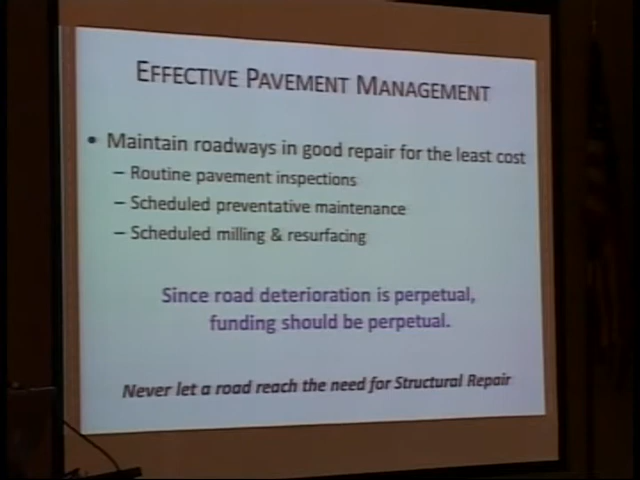 EFFECTIVE PAVEMENT MANAGEMENT
• Maintain roadways in good repair for the least cost
– Routine pavement inspections
– Scheduled preventative maintenance
– Scheduled milling & resurfacing
Since road deterioration is perpetual,
funding should be perpetual.
Never let a road reach the need for Structural Repair